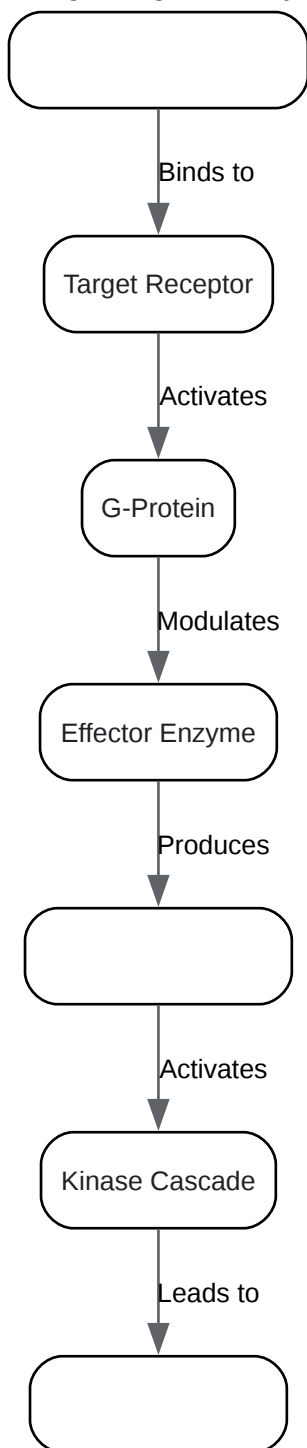 Binds to
Target Receptor
Activates
G-Protein
Modulates
Effector Enzyme
Produces
Activates
Kinase Cascade
Leads to